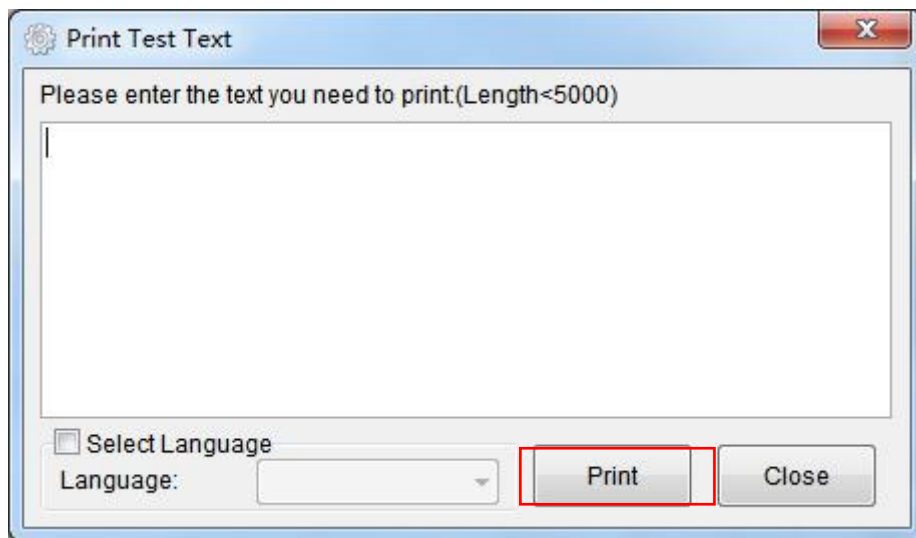 Print Test Text
Please enter the text you need to print:(Length<5000)
Select Language
Language:
Print
Close